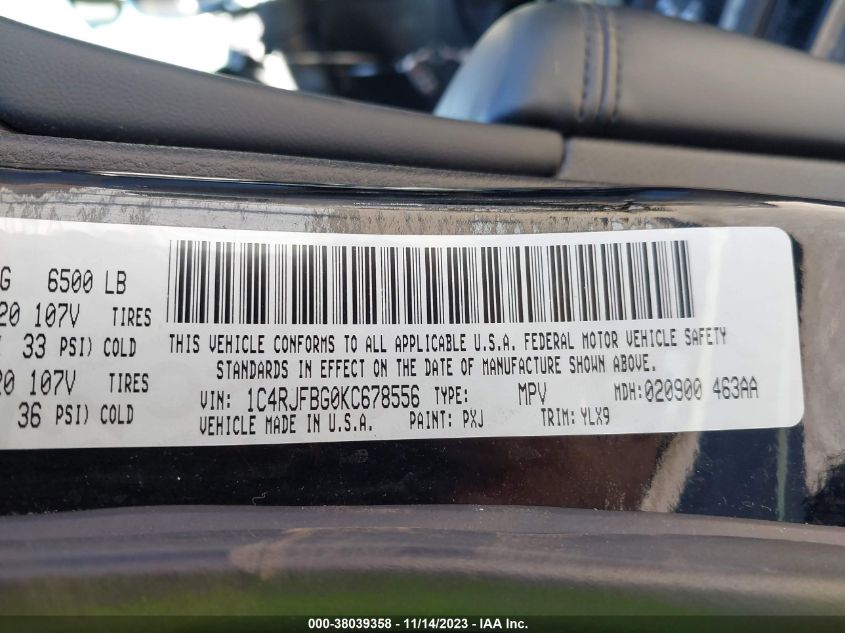 G 6500 LB
20 107V TIRES
33 PSI) COLD
20 107V TIRES
36 PSI) COLD
THIS VEHICLE CONFORMS TO ALL APPLICABLE U.S.A. FEDERAL MOTOR VEHICLE SAFETY
STANDARDS IN EFFECT ON THE DATE OF MANUFACTURE SHOWN ABOVE.
VIN: 1C4RJFBG0KC678556 TYPE: MPV MDH:020900 463AA
VEHICLE MADE IN U.S.A. PAINT: PXJ TRIM: YLX9
000-38039358 - 11/14/2023 - IAA Inc.